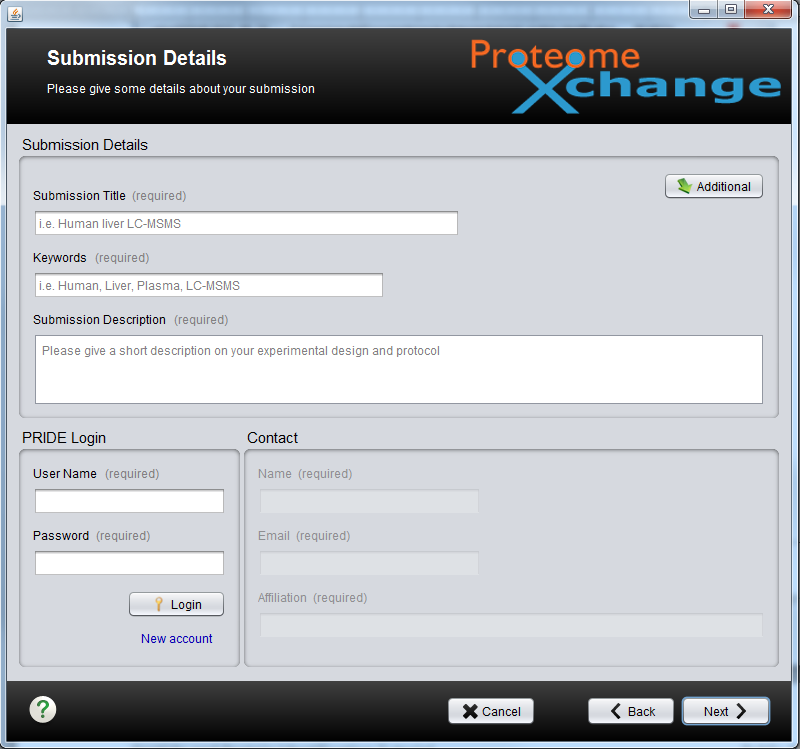 Submission Details
Please give some details about your submission
Proteome
Xchange
Submission Details
Additional
Submission Title (required)
i.e. Human liver LC-MSMS
Keywords (required)
i.e. Human, Liver, Plasma, LC-MSMS
Submission Description (required)
Please give a short description on your experimental design and protocol
PRIDE Login
User Name (required)
Password (required)
Login
New account
Contact
Name (required)
Email (required)
Affiliation (required)
?
Cancel
Back
Next